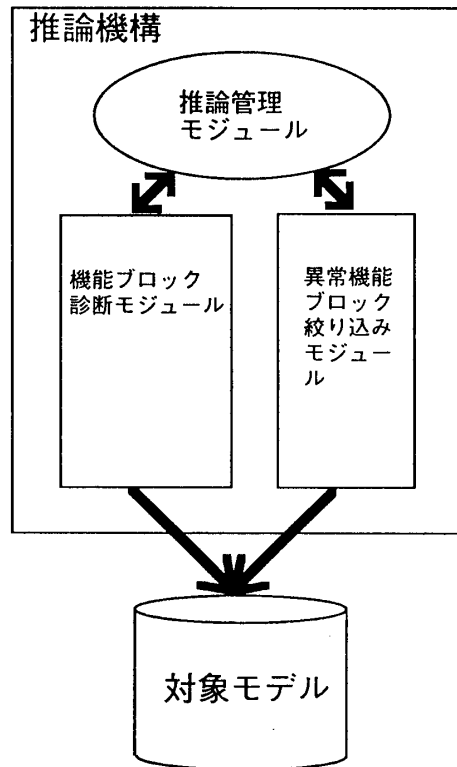 推論機構
推論管理
モジュール
機能ブロック
診断モジュール
異常機能
ブロック
絞り込み
モジュー
ル
対象モデル